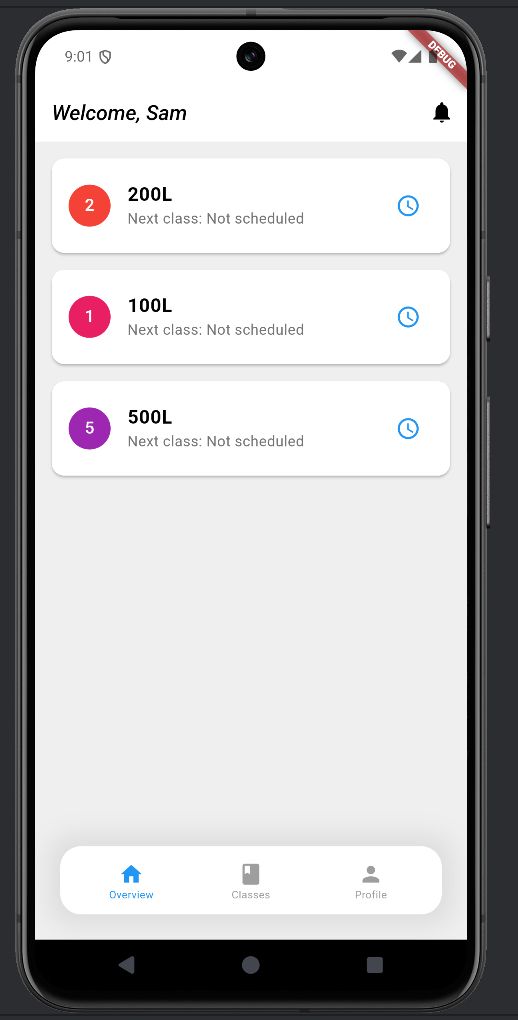 9:01
DEBUG
Welcome, Sam
2
200L
Next class: Not scheduled
1
100L
Next class: Not scheduled
5
500L
Next class: Not scheduled
Overview
Classes
Profile